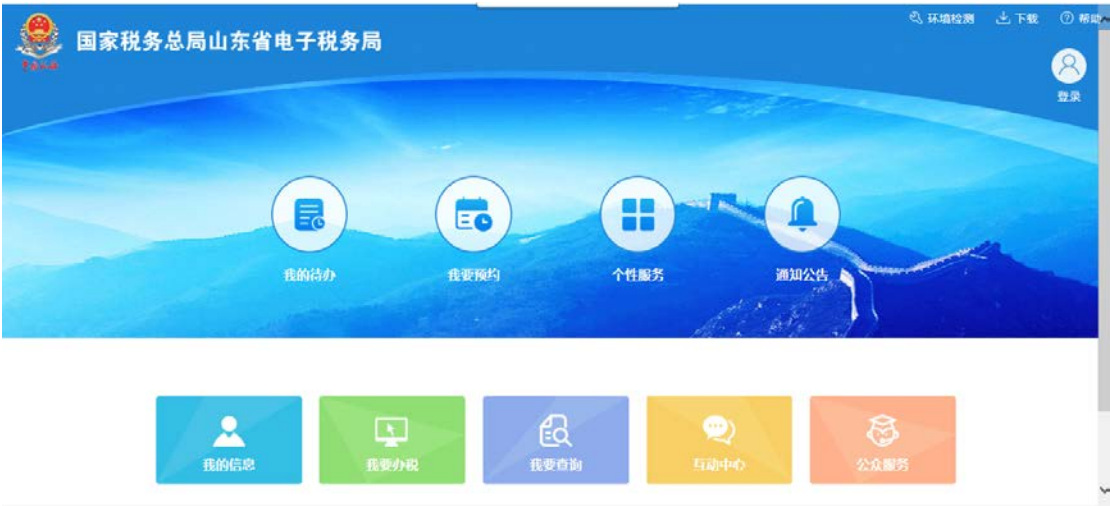 环境检测 下载 帮助
国家税务总局山东省电子税务局
登录
我的待办 我要预约 个性服务 通知公告
我的信息 我要办税 我要查询 互动中心 公众服务